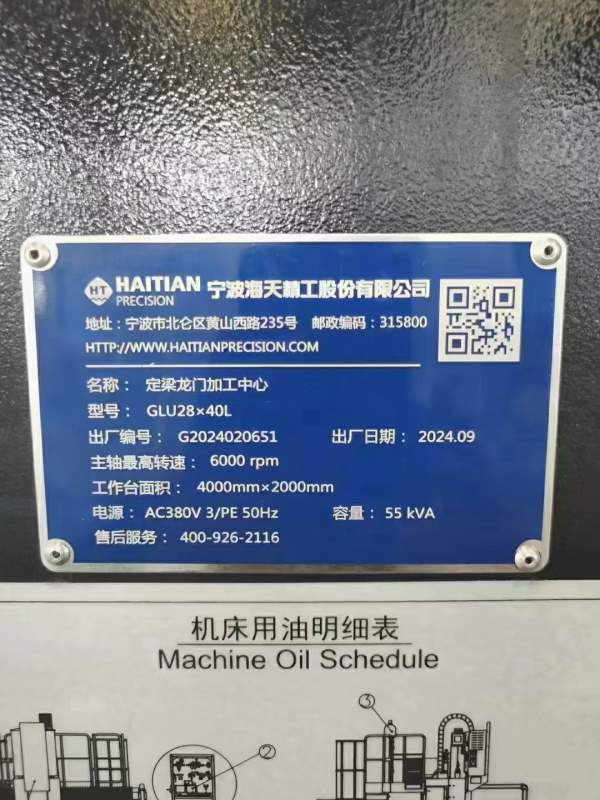 HT HAITIAN PRECISION 宁波海天精工股份有限公司
地址：宁波市北仑区黄山西路235号 邮政编码：315800
HTTP://WWW.HAITIANPRECISION.COM
名称： 定梁龙门加工中心
型号： GLU28×40L
出厂编号： G2024020651 出厂日期： 2024.09
主轴最高转速： 6000 rpm
工作台面积： 4000mm×2000mm
电源： AC380V 3/PE 50Hz 容量： 55 kVA
售后服务： 400-926-2116
机床用油明细表
Machine Oil Schedule
③
②